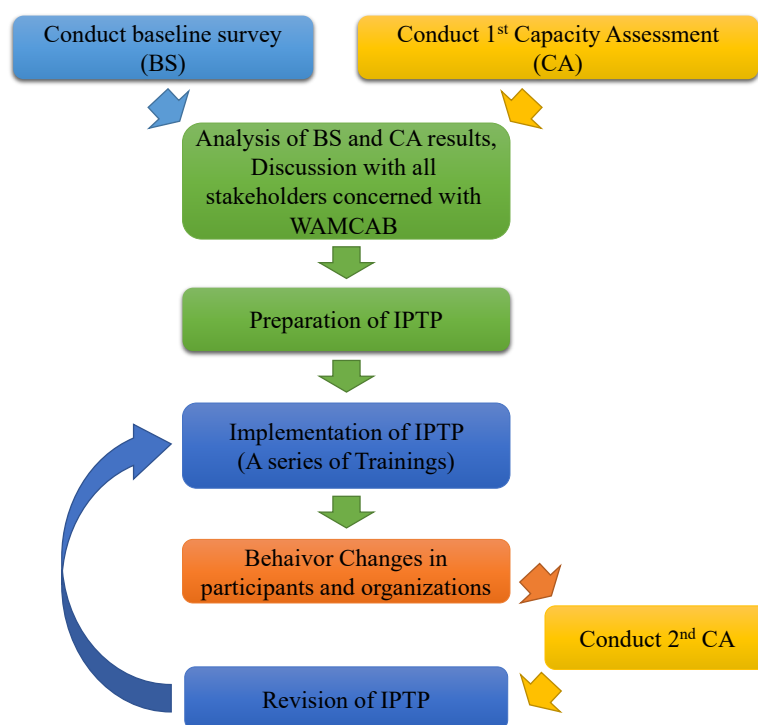 Conduct baseline survey
(BS)
Conduct 1st Capacity Assessment
(CA)
Analysis of BS and CA results,
Discussion with all
stakeholders concerned with
WAMCAB
Preparation of IPTP
Implementation of IPTP
(A series of Trainings)
Behaivor Changes in
participants and organizations
Conduct 2nd CA
Revision of IPTP